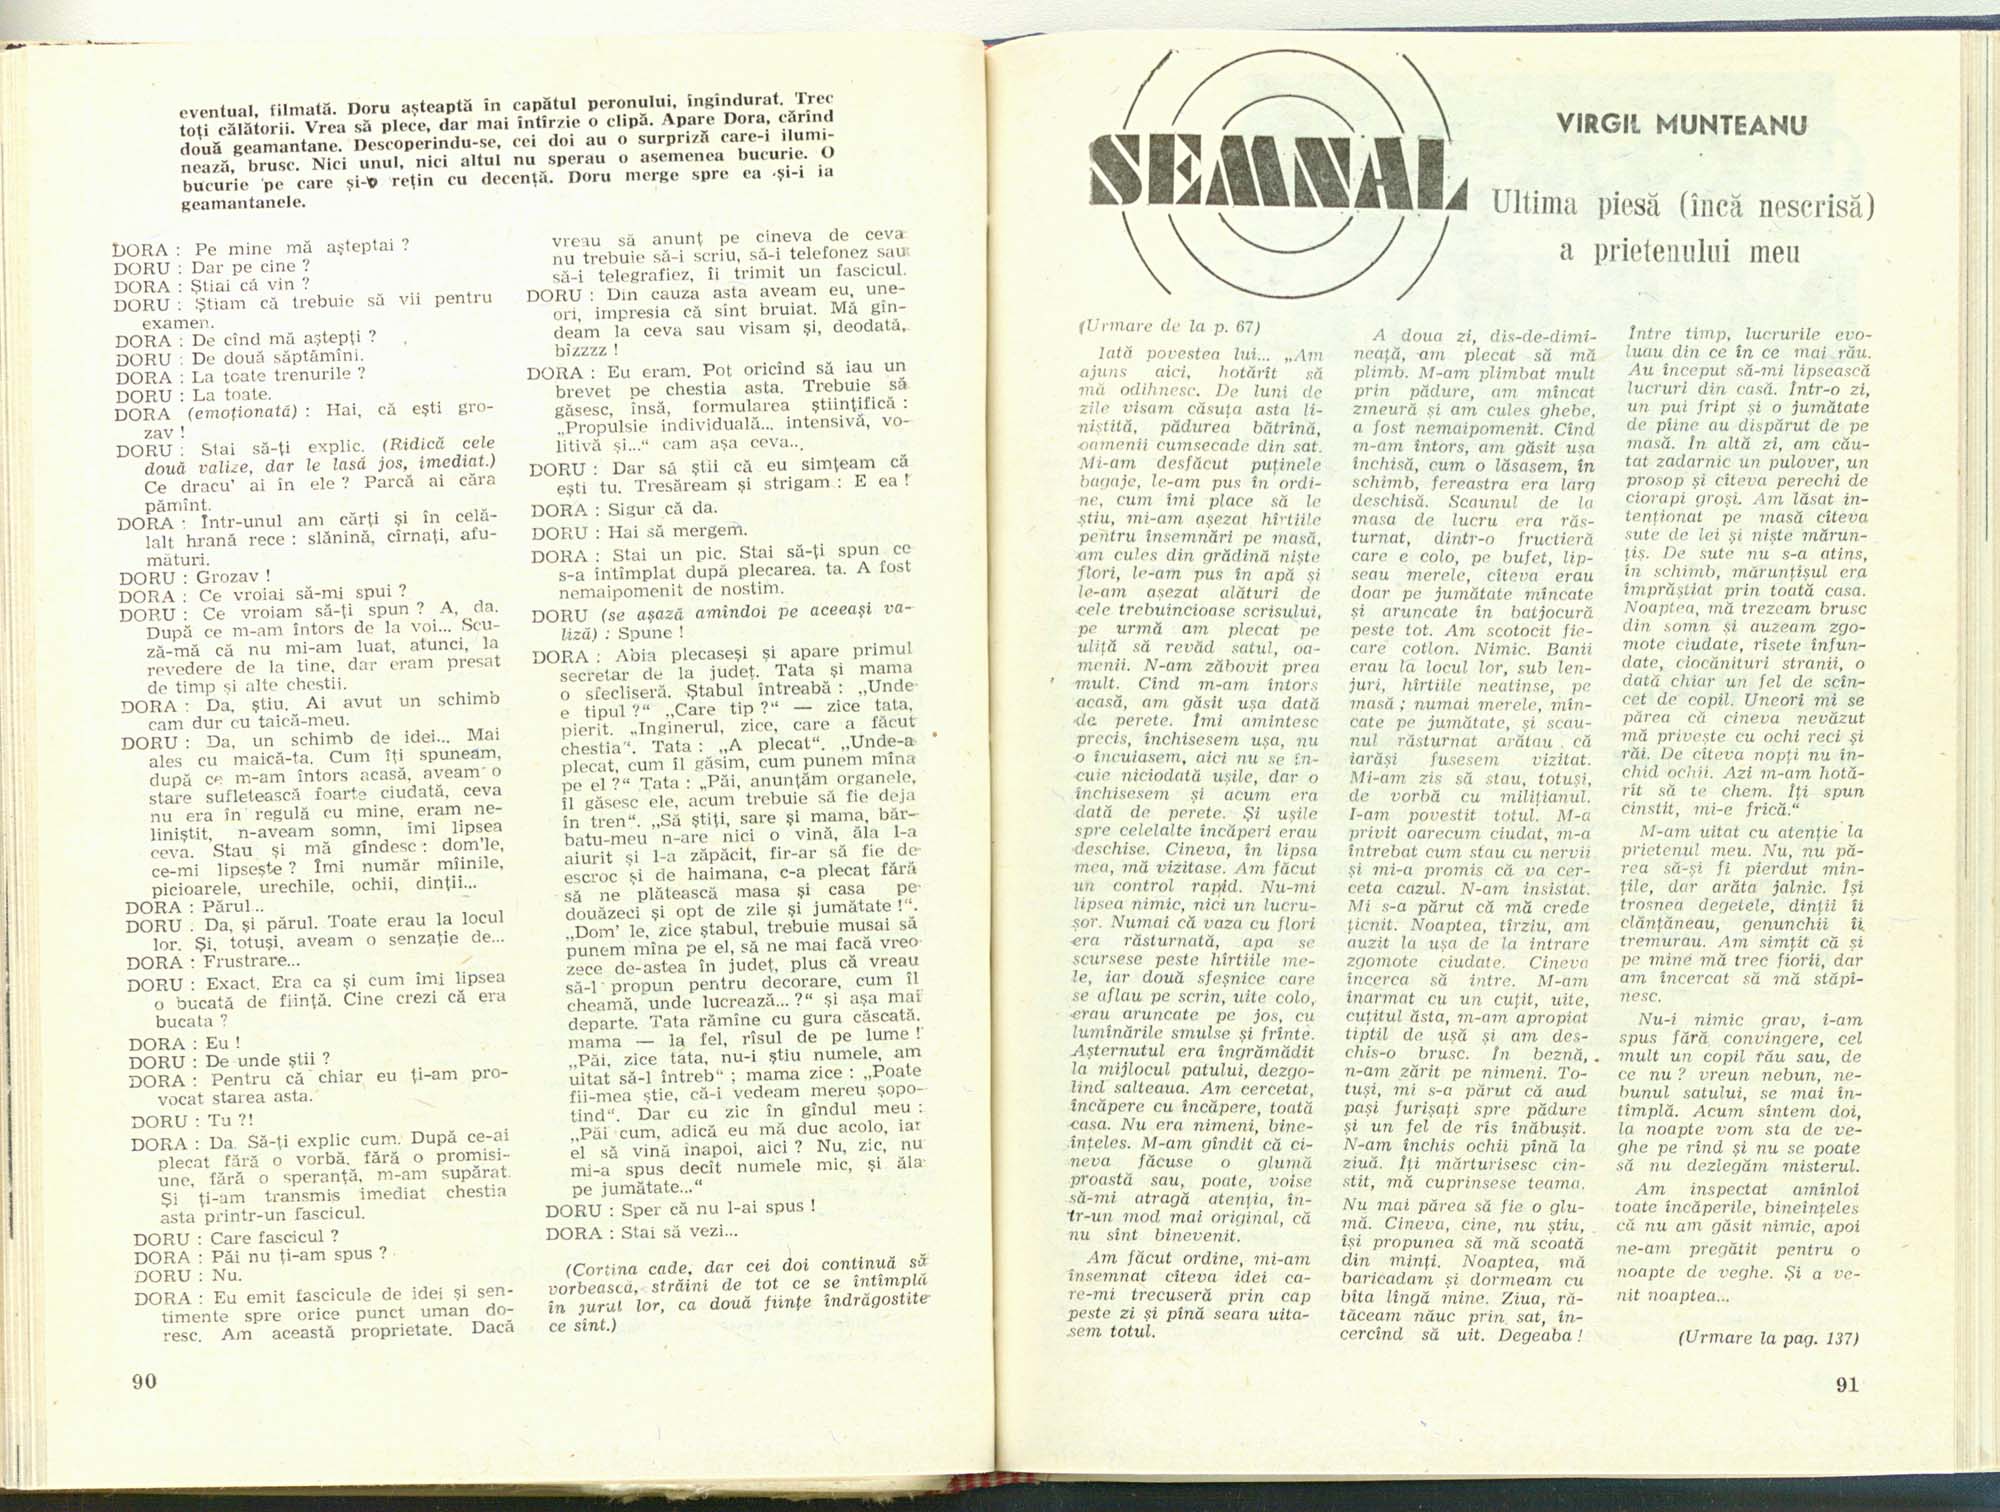 eventual, filmată. Doru așteaptă în capătul peronului, îngîndurat. Trec
toți călătorii. Vrea să plece, dar mai întîrzie o clipă. Apare Dora, cărînd
două geamantane. Descoperindu-se, cei doi au o surpriză care-i ilumi-
nează, brusc. Nici unul, nici altul nu sperau o asemenea bucurie. O
bucurie pe care și-o rețin cu decență. Doru merge spre ea și-i ia
geamantanele.
DORA : Pe mine mă așteptai ?
DORU : Dar pe cine ?
DORA : Știai că vin ?
DORU : Știam că trebuie să vii pentru
examen.
DORA : De cînd mă aștepți ?
DORU : De două săptămîni.
DORA : La toate trenurile ?
DORU : La toate.
DORA (emoționată) : Hai, că ești gro-
zav !
DORU : Stai să-ți explic. (Ridică cele
două valize, dar le lasă jos, imediat.)
Ce dracu' ai în ele ? Parcă ai căra
pămînt.
DORA : Într-unul am cărți și în celă-
lalt hrană rece : slănină, cîrnați, afu-
mături.
DORU : Grozav !
DORA : Ce vroiai să-mi spui ?
DORU : Ce vroiam să-ți spun ? A, da.
După ce m-am întors de la voi... Scu-
ză-mă că nu mi-am luat, atunci, la
revedere de la tine, dar eram presat
de timp și alte chestii.
DORA : Da, știu. Ai avut un schimb
cam dur cu taică-meu.
DORU : Da, un schimb de idei... Mai
ales cu maică-ta. Cum îți spuneam,
după ce m-am întors acasă, aveam o
stare sufletească foarte ciudată, ceva
nu era în regulă cu mine, eram ne-
liniștit, n-aveam somn, îmi lipsea
ceva. Stau și mă gîndesc : dom'le,
ce-mi lipsește ? Îmi număr mîinile,
picioarele, urechile, ochii, dinții...
DORA : Părul...
DORU : Da, și părul. Toate erau la locul
lor. Și, totuși, aveam o senzație de...
DORA : Frustrare...
DORU : Exact. Era ca și cum îmi lipsea
o bucată de ființă. Cine crezi că era
bucata ?
DORA : Eu !
DORU : De unde știi ?
DORA : Pentru că chiar eu ți-am pro-
vocat starea asta.
DORU : Tu ?!
DORA : Da. Să-ți explic cum. După ce-ai
plecat fără o vorbă, fără o promisi-
une, fără o speranță, m-am supărat.
Și ți-am transmis imediat chestia
asta printr-un fascicul.
DORU : Care fascicul ?
DORA : Păi nu ți-am spus ?
DORU : Nu.
DORA : Eu emit fascicule de idei și sen-
timente spre orice punct uman do-
resc. Am această proprietate. Dacă
vreau să anunț pe cineva de ceva
nu trebuie să-i scriu, să-i telefonez sau
să-i telegrafiez, îi trimit un fascicul.
DORU : Din cauza asta aveam eu, une-
ori, impresia că sînt bruiat. Mă gîn-
deam la ceva sau visam și, deodată,
bîzzzz !
DORA : Eu eram. Pot oricînd să iau un
brevet pe chestia asta. Trebuie să
găsesc, însă, formularea științifică :
„Propulsie individuală... intensivă, vo-
litivă și...“ cam așa ceva...
DORU : Dar să știi că eu simțeam că
ești tu. Tresăream și strigam : E ea !
DORA : Sigur că da.
DORU : Hai să mergem.
DORA : Stai un pic. Stai să-ți spun ce
s-a întîmplat după plecarea. ta. A fost
nemaipomenit de nostim.
DORU (se așază amîndoi pe aceeași va-
liză) : Spune !
DORA : Abia plecaseși și apare primul
secretar de la județ. Tata și mama
o sfecliseră. Ștabul întreabă : „Unde
e tipul ?“ „Care tip ?“ — zice tata,
pierit. „Inginerul, zice, care a făcut
chestia“. Tata : „A plecat“. „Unde-a
plecat, cum îl găsim, cum punem mîna
pe el ?“ Tata : „Păi, anunțăm organele,
îl găsesc ele, acum trebuie să fie deja
în tren“. „Să știți, sare și mama, băr-
batu-meu n-are nici o vină, ăla l-a
aiurit și l-a zăpăcit, fir-ar să fie de
escroc și de haimana, c-a plecat fără
să ne plătească masa și casa pe
douăzeci și opt de zile și jumătate !“.
„Dom' le, zice ștabul, trebuie musai să
punem mîna pe el, să ne mai facă vreo
zece de-astea în județ, plus că vreau
să-l propun pentru decorare, cum îl
cheamă, unde lucrează... ?“ și așa mai
departe. Tata rămîne cu gura căscată,
mama — la fel, rîsul de pe lume !
„Păi, zice tata, nu-i știu numele, am
uitat să-l întreb“ ; mama zice : „Poate
fii-mea știe, că-i vedeam mereu șopo-
tind“. Dar eu zic în gîndul meu :
„Păi cum, adică eu mă duc acolo, iar
el să vină înapoi, aici ? Nu, zic, nu
mi-a spus decît numele mic, și ăla
pe jumătate...“
DORU : Sper că nu l-ai spus !
DORA : Stai să vezi...
(Cortina cade, dar cei doi continuă să
vorbească, străini de tot ce se întîmplă
în jurul lor, ca două ființe îndrăgostite
ce sînt.)
90
SEMNAL
VIRGIL MUNTEANU
Ultima piesă (încă nescrisă)
a prietenului meu
(Urmare de la p. 67)
Iată povestea lui... „Am
ajuns aici, hotărît să
mă odihnesc. De luni de
zile visam căsuța asta li-
niștită, pădurea bătrînă,
oamenii cumsecade din sat.
Mi-am desfăcut puținele
bagaje, le-am pus în ordi-
ne, cum îmi place să le
știu, mi-am așezat hîrtiile
pentru însemnări pe masă,
am cules din grădină niște
flori, le-am pus în apă și
le-am așezat alături de
cele trebuincioase scrisului,
pe urmă am plecat pe
uliță să revăd satul, oa-
menii. N-am zăbovit prea
mult. Cînd m-am întors
acasă, am găsit ușa dată
de perete. Îmi amintesc
precis, închisesem ușa, nu
o încuiasem, aici nu se în-
cuie niciodată ușile, dar o
închisesem și acum era
dată de perete. Și ușile
spre celelalte încăperi erau
deschise. Cineva, în lipsa
mea, mă vizitase. Am făcut
un control rapid. Nu-mi
lipsea nimic, nici un lucru-
șor. Numai că vaza cu flori
era răsturnată, apa se
scursese peste hîrtiile me-
le, iar două sfeșnice care
se aflau pe scrin, uite colo,
erau aruncate pe jos, cu
luminările smulse și frînte.
Așternutul era îngrămădit
la mijlocul patului, dezgo-
lind salteaua. Am cercetat,
încăpere cu încăpere, toată
casa. Nu era nimeni, bine-
înțeles. M-am gîndit că ci-
neva făcuse o glumă
proastă sau, poate, voise
să-mi atragă atenția, în-
tr-un mod mai original, că
nu sînt binevenit.
Am făcut ordine, mi-am
însemnat cîteva idei ca-
re-mi trecuseră prin cap
peste zi și pînă seara uita-
sem totul.
A doua zi, dis-de-dimi-
neață, am plecat să mă
plimb. M-am plimbat mult
prin pădure, am mîncat
zmeură și am cules ghebe,
a fost nemaipomenit. Cînd
m-am întors, am găsit ușa
închisă, cum o lăsasem, în
schimb, fereastra era larg
deschisă. Scaunul de la
masa de lucru era răs-
turnat, dintr-o fructieră
care e colo, pe bufet, lip-
seau merele, cîteva erau
doar pe jumătate mîncate
și aruncate în batjocură
peste tot. Am scotocit fie-
care cotlon. Nimic. Banii
erau la locul lor, sub len-
juri, hîrtiile neatinse, pe
masă ; numai merele, mîn-
cate pe jumătate, și scau-
nul răsturnat arătau că
iarăși fusesem vizitat.
Mi-am zis să stau, totuși,
de vorbă cu milițianul.
I-am povestit totul. M-a
privit oarecum ciudat, m-a
întrebat cum stau cu nervii
și mi-a promis că va cer-
ceta cazul. N-am insistat.
Mi s-a părut că mă crede
țicnit. Noaptea, tîrziu, am
auzit la ușa de la intrare
zgomote ciudate. Cineva
încerca să intre. M-am
înarmat cu un cuțit, uite,
cuțitul ăsta, m-am apropiat
tiptil de ușă și am des-
chis-o brusc. În beznă,
n-am zărit pe nimeni. To-
tuși, mi s-a părut că aud
pași furișați spre pădure
și un fel de rîs înăbușit.
N-am închis ochii pînă la
ziuă. Îți mărturisesc cin-
stit, mă cuprinsese teama.
Nu mai părea să fie o glu-
mă. Cineva, cine, nu știu,
își propunea să mă scoată
din minți. Noaptea, mă
baricadam și dormeam cu
bîta lîngă mine. Ziua, ră-
tăceam năuc prin sat, în-
cercînd să uit. Degeaba !
Între timp, lucrurile evo-
luau din ce în ce mai rău.
Au început să-mi lipsească
lucruri din casă. Într-o zi,
un pui fript și o jumătate
de pîine au dispărut de pe
masă. În altă zi, am cău-
tat zadarnic un pulover, un
prosop și cîteva perechi de
ciorapi groși. Am lăsat in-
tenționat pe masă cîteva
sute de lei și niște mărun-
țiș. De sute nu s-a atins,
în schimb, mărunțișul era
împrăștiat prin toată casa.
Noaptea, mă trezeam brusc
din somn și auzeam zgo-
mote ciudate, risete înfun-
date, ciocănituri stranii, o
dată chiar un fel de scîn-
cet de copil. Uneori mi se
părea că cineva nevăzut
mă privește cu ochi reci și
răi. De cîteva nopți nu în-
chid ochii. Azi m-am hotă-
rît să te chem. Îți spun
cinstit, mi-e frică.“
M-am uitat cu atenție la
prietenul meu. Nu, nu pă-
rea să-și fi pierdut min-
țile, dar arăta jalnic. Își
trosnea degetele, dinții îi
clănțăneau, genunchii îi
tremurau. Am simțit că și
pe mine mă trec fiorii, dar
am încercat să mă stăpî-
nesc.
Nu-i nimic grav, i-am
spus fără convingere, cel
mult un copil rău sau, de
ce nu ? vreun nebun, ne-
bunul satului, se mai în-
tîmplă. Acum sîntem doi,
la noapte vom sta de ve-
ghe pe rînd și nu se poate
să nu dezlegăm misterul.
Am inspectat amînloi
toate încăperile, bineînțeles
că nu am găsit nimic, apoi
ne-am pregătit pentru o
noapte de veghe. Și a ve-
nit noaptea...
(Urmare la pag. 137)
91